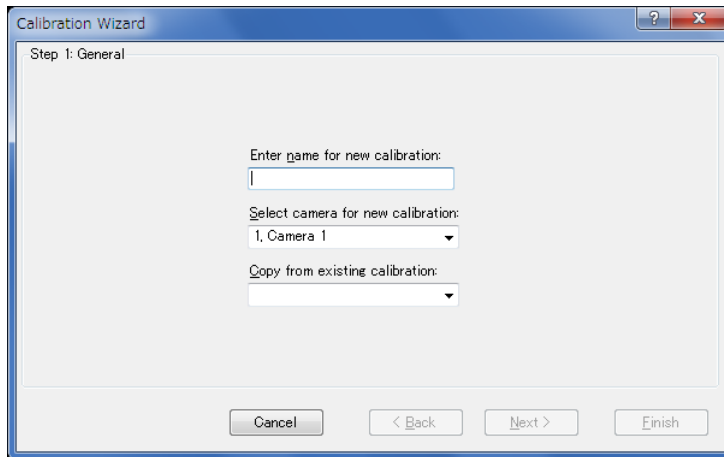 Calibration Wizard
?
X
Step 1: General
Enter name for new calibration:
Select camera for new calibration:
1, Camera 1
Copy from existing calibration:
Cancel
< Back
Next >
Finish